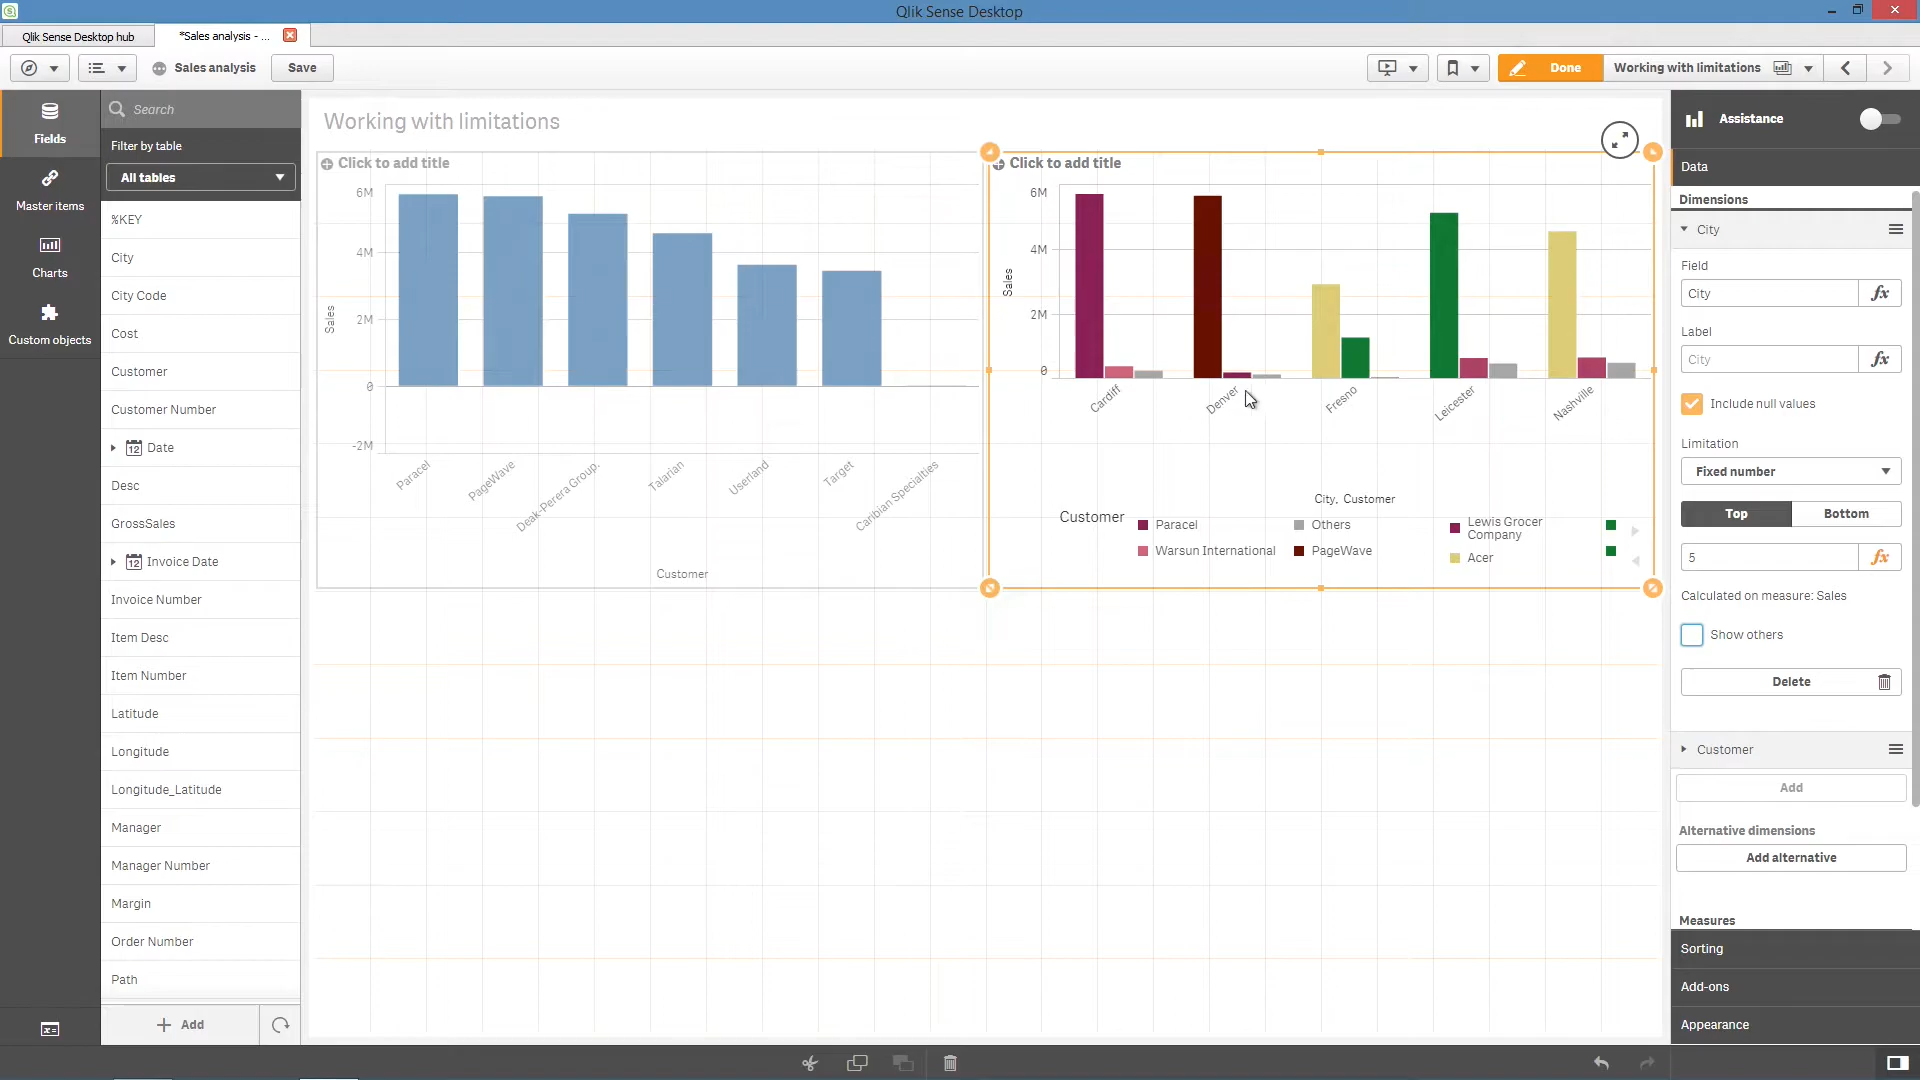 Qlik Sense Desktop
Qlik Sense Desktop hub
*Sales analysis - ...
Sales analysis
Save
Done
Working with limitations
Fields
Master items
Charts
Custom objects
Search
Filter by table
All tables
%KEY
City
City Code
Cost
Customer
Customer Number
12 Date
Desc
GrossSales
12 Invoice Date
Invoice Number
Item Desc
Item Number
Latitude
Longitude
Longitude_Latitude
Manager
Manager Number
Margin
Order Number
Path
Add
Working with limitations
Click to add title
6M
4M
2M
0
-2M
Sales
Paracel
PageWave
Deak-Perera Group.
Talarian
Userland
Target
Caribian Specialties
Customer
Click to add title
6M
4M
2M
0
Sales
Cardiff
Denver
Fresno
Leicester
Nashville
City, Customer
Customer
Paracel
Others
Lewis Grocer
Company
Warsun International
PageWave
Acer
Assistance
Data
Dimensions
City
Field
City
fx
Label
City
fx
Include null values
Limitation
Fixed number
Top
Bottom
5
fx
Calculated on measure: Sales
Show others
Delete
Customer
Add
Alternative dimensions
Add alternative
Measures
Sorting
Add-ons
Appearance